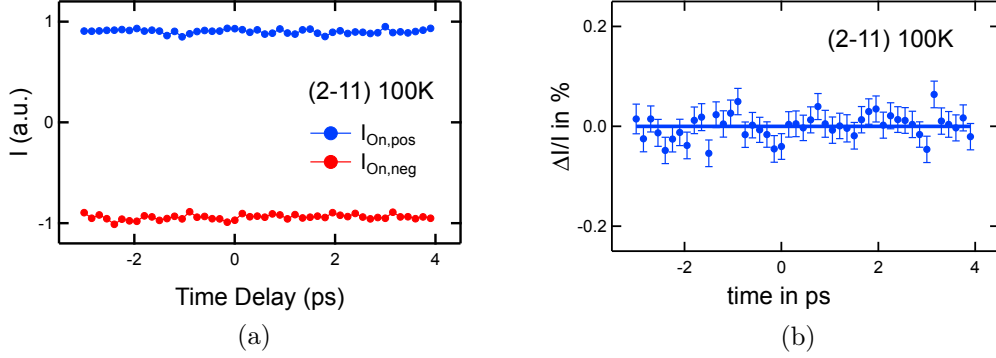 1
0
-1
I (a.u.)
(2-11) 100K
I_On,pos
I_On,neg
-2
0
2
4
Time Delay (ps)
(a)
0.2
0.0
-0.2
ΔI/I in %
(2-11) 100K
-2
0
2
4
time in ps
(b)